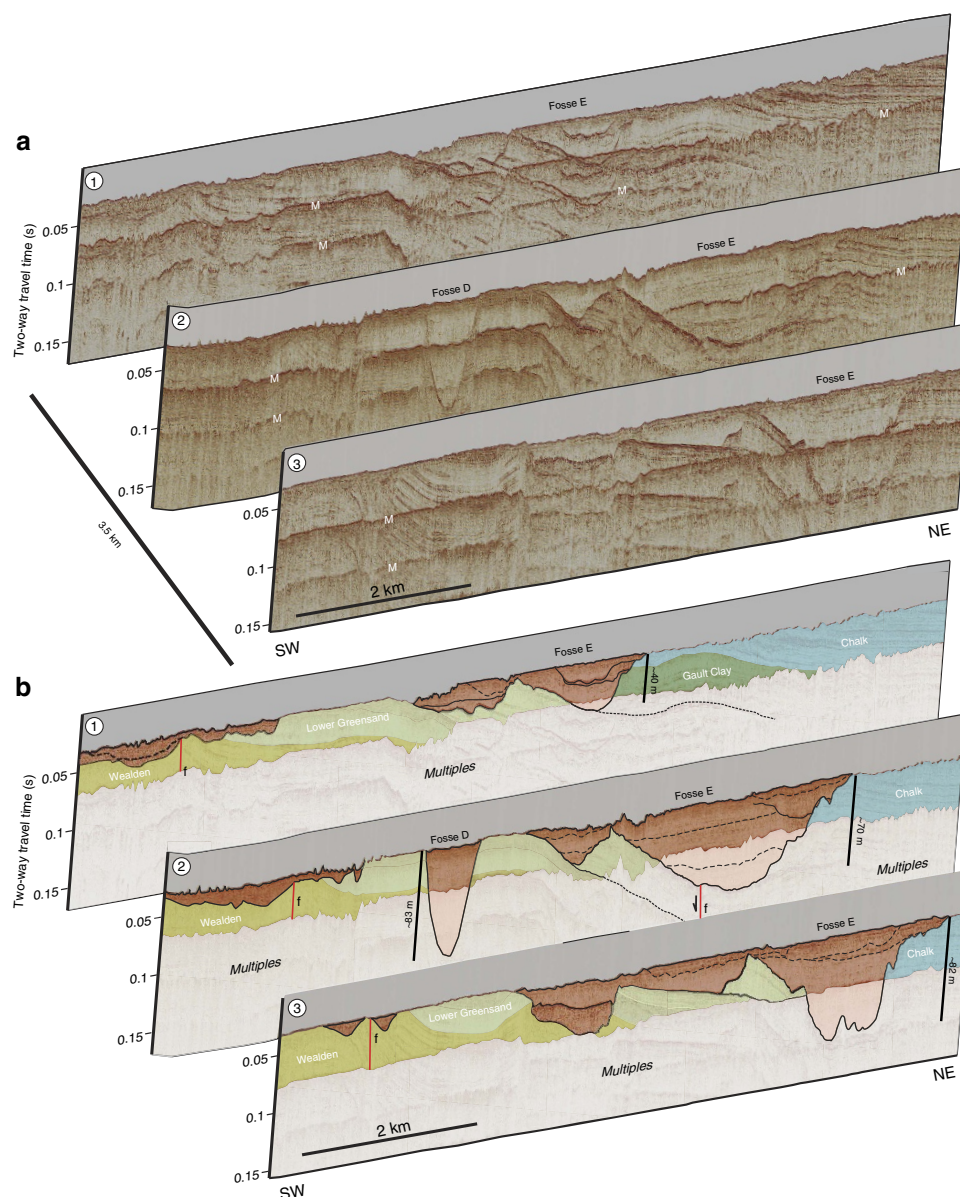 a
1
Fosse E
M
M
M
M
0.05
0.1
0.15
Two-way travel time (s)
2
Fosse D
Fosse E
M
M
M
0.05
0.1
0.15
3
Fosse E
M
M
0.05
0.1
0.15
2 km
SW
NE
3.5 km
b
1
Fosse E
Wealden
f
Lower Greensand
~40 m
Gault Clay
Chalk
Multiples
0.05
0.1
0.15
Two-way travel time (s)
2
Fosse D
Fosse E
Wealden
f
~83 m
f
~70 m
Chalk
Multiples
Multiples
0.05
0.1
0.15
3
Fosse E
Wealden
f
Lower Greensand
Chalk
~82 m
Multiples
0.05
0.1
0.15
2 km
SW
NE